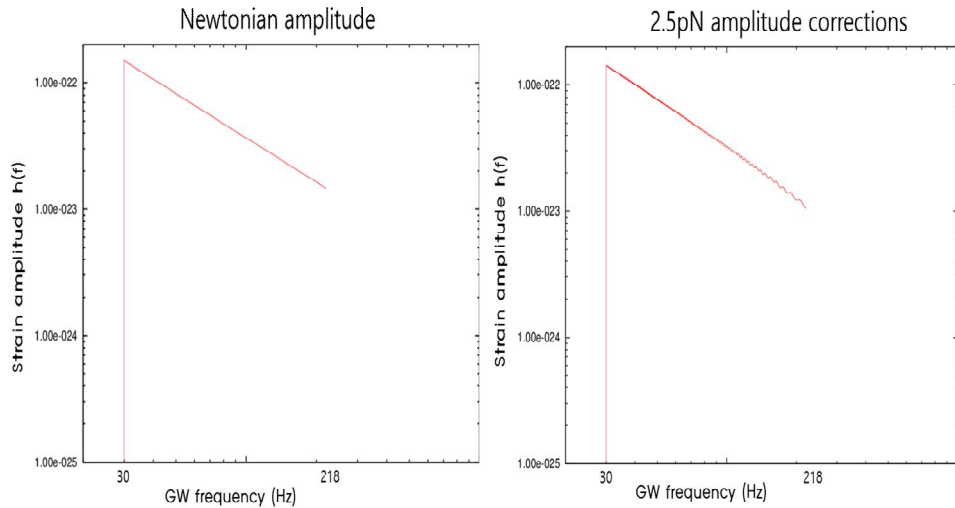 Newtonian amplitude
1.00e-022
1.00e-023
1.00e-024
1.00e-025
Strain amplitude h(f)
30 218
GW frequency (Hz)
2.5pN amplitude corrections
1.00e-022
1.00e-023
1.00e-024
1.00e-025
Strain amplitude h(f)
30 218
GW frequency (Hz)